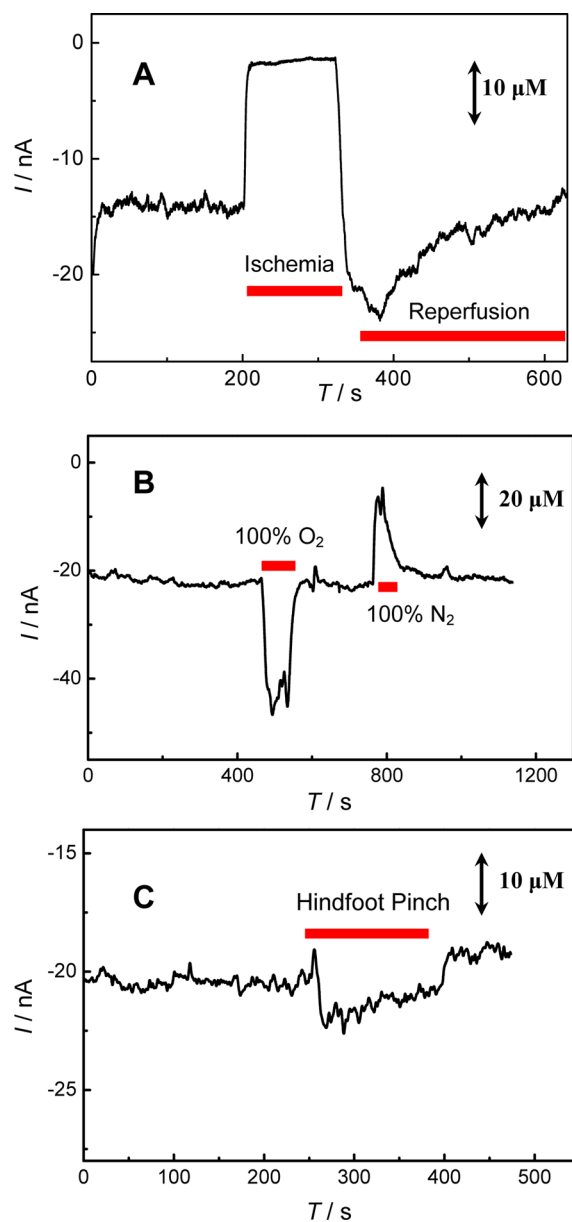 A
0
10 µM
-10
I / nA
-20
Ischemia
Reperfusion
0 200 400 600
T / s
B
0
20 µM
100% O₂
-20
I / nA
100% N₂
-40
0 400 800 1200
T / s
-15
C
10 µM
Hindfoot Pinch
-20
I / nA
-25
0 100 200 300 400 500
T / s